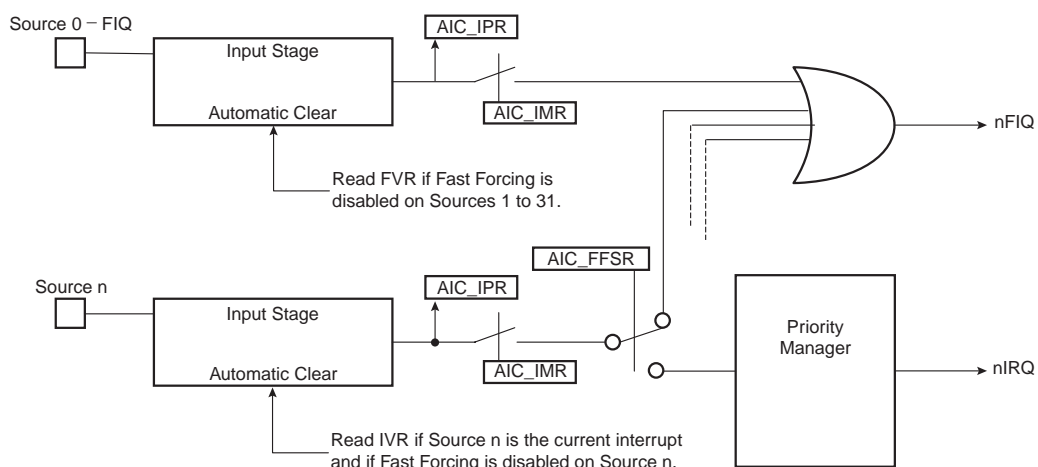 Source 0 – FIQ
AIC_IPR
Input Stage
Automatic Clear
AIC_IMR
nFIQ
Read FVR if Fast Forcing is
disabled on Sources 1 to 31.
AIC_FFSR
Source n
AIC_IPR
Input Stage
Priority
Manager
Automatic Clear
AIC_IMR
nIRQ
Read IVR if Source n is the current interrupt
and if Fast Forcing is disabled on Source n.